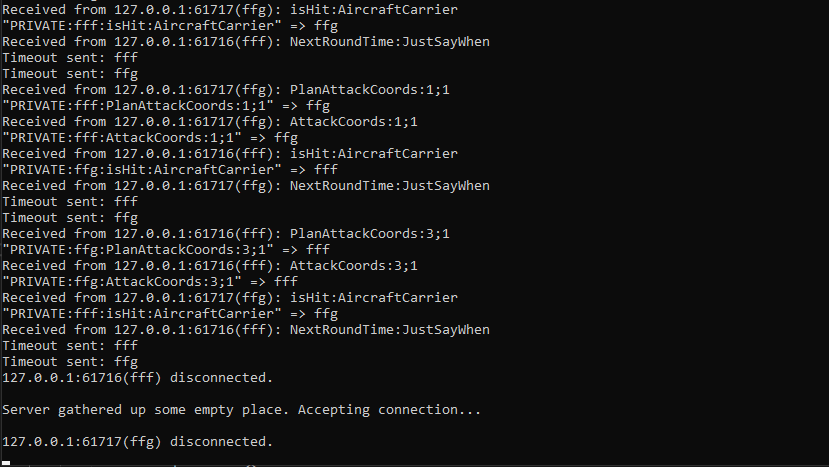 Received from 127.0.0.1:61717(ffg): isHit:AircraftCarrier
"PRIVATE:fff:isHit:AircraftCarrier" => ffg
Received from 127.0.0.1:61716(fff): NextRoundTime:JustSayWhen
Timeout sent: fff
Timeout sent: ffg
Received from 127.0.0.1:61717(ffg): PlanAttackCoords:1;1
"PRIVATE:fff:PlanAttackCoords:1;1" => ffg
Received from 127.0.0.1:61717(ffg): AttackCoords:1;1
"PRIVATE:fff:AttackCoords:1;1" => ffg
Received from 127.0.0.1:61716(fff): isHit:AircraftCarrier
"PRIVATE:ffg:isHit:AircraftCarrier" => fff
Received from 127.0.0.1:61717(ffg): NextRoundTime:JustSayWhen
Timeout sent: fff
Timeout sent: ffg
Received from 127.0.0.1:61716(fff): PlanAttackCoords:3;1
"PRIVATE:ffg:PlanAttackCoords:3;1" => fff
Received from 127.0.0.1:61716(fff): AttackCoords:3;1
"PRIVATE:ffg:AttackCoords:3;1" => fff
Received from 127.0.0.1:61717(ffg): isHit:AircraftCarrier
"PRIVATE:fff:isHit:AircraftCarrier" => ffg
Received from 127.0.0.1:61716(fff): NextRoundTime:JustSayWhen
Timeout sent: fff
Timeout sent: ffg
127.0.0.1:61716(fff) disconnected.
Server gathered up some empty place. Accepting connection...
127.0.0.1:61717(ffg) disconnected.